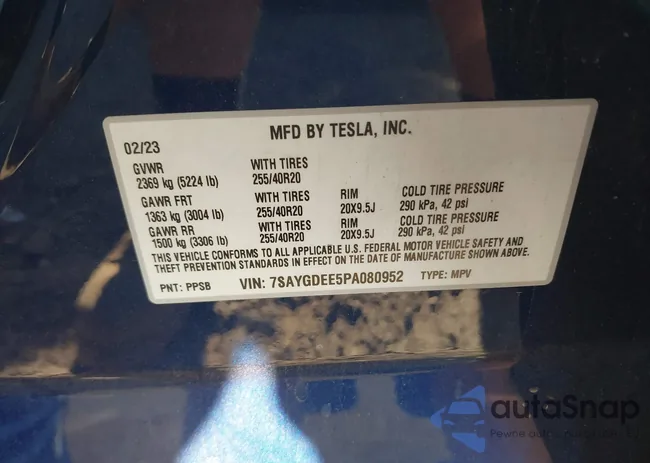 MFD BY TESLA, INC.
02/23
GVWR WITH TIRES
2369 kg (5224 lb) 255/40R20
GAWR FRT WITH TIRES RIM COLD TIRE PRESSURE
1363 kg (3004 lb) 255/40R20 20X9.5J 290 kPa, 42 psi
GAWR RR WITH TIRES RIM COLD TIRE PRESSURE
1500 kg (3306 lb) 255/40R20 20X9.5J 290 kPa, 42 psi
THIS VEHICLE CONFORMS TO ALL APPLICABLE U.S. FEDERAL MOTOR VEHICLE SAFETY AND
THEFT PREVENTION STANDARDS IN EFFECT ON DATE OF MANUFACTURE SHOWN ABOVE.
PNT: PPSB VIN: 7SAYGDEE5PA080952 TYPE: MPV
autoSnap
Pewne auto